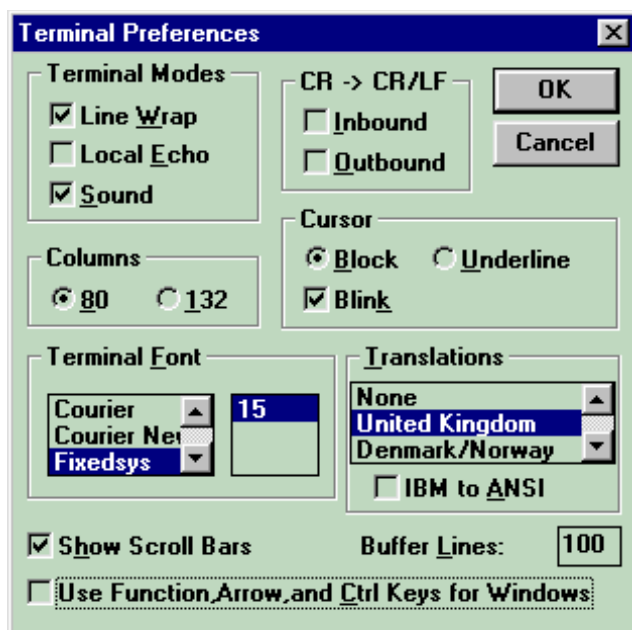 Terminal Preferences
Terminal Modes
Line Wrap
Local Echo
Sound
CR -> CR/LF
Inbound
Outbound
OK
Cancel
Columns
80 132
Cursor
Block Underline
Blink
Terminal Font
Courier
Courier Ne
Fixedsys
15
Translations
None
United Kingdom
Denmark/Norway
IBM to ANSI
Show Scroll Bars
Buffer Lines: 100
Use Function,Arrow,and Ctrl Keys for Windows